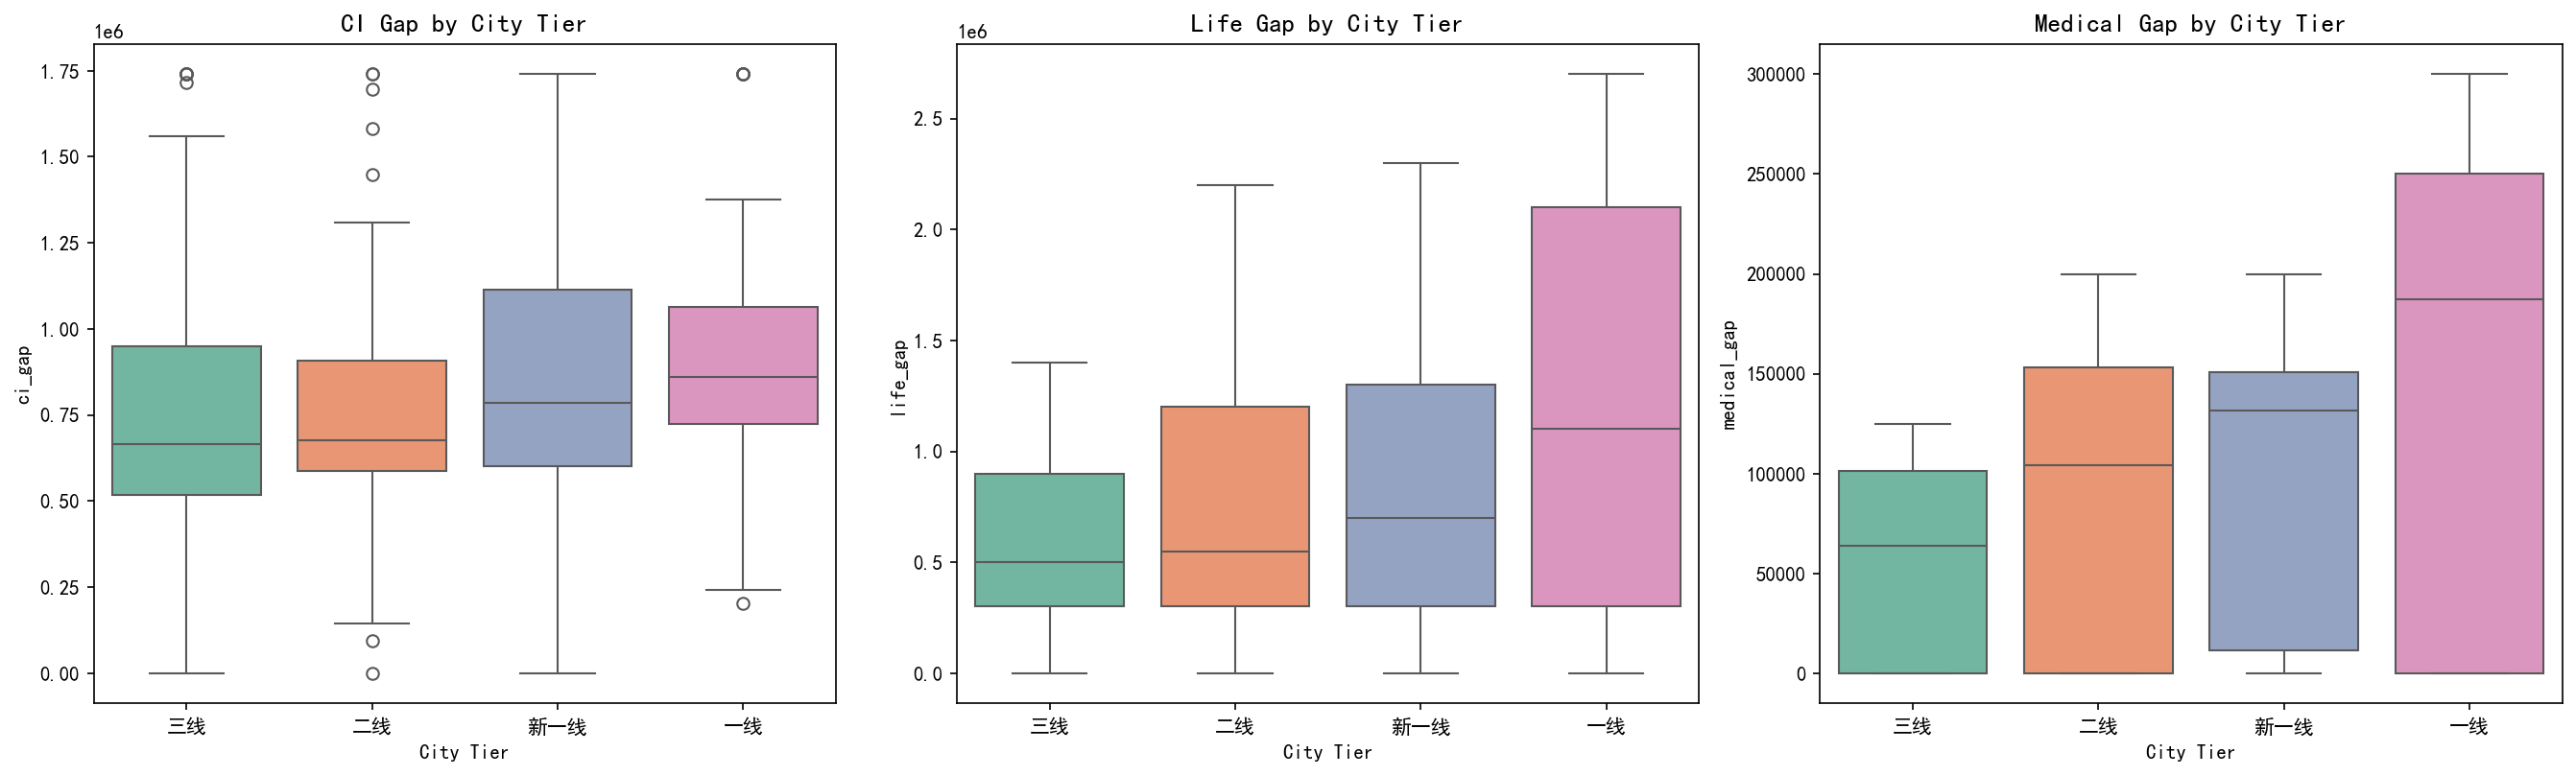 CI Gap by City Tier
1e6
1.75
1.50
1.25
1.00
0.75
0.50
0.25
0.00
ci_gap
三线 二线 新一线 一线
City Tier
Life Gap by City Tier
1e6
2.5
2.0
1.5
1.0
0.5
0.0
life_gap
三线 二线 新一线 一线
City Tier
Medical Gap by City Tier
300000
250000
200000
150000
100000
50000
0
medical_gap
三线 二线 新一线 一线
City Tier